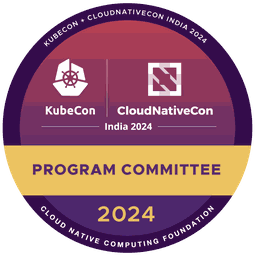 KUBECON + CLOUDNATIVECON INDIA 2024
KubeCon
CloudNativeCon
India 2024
PROGRAM COMMITTEE
2024
CLOUD NATIVE COMPUTING FOUNDATION